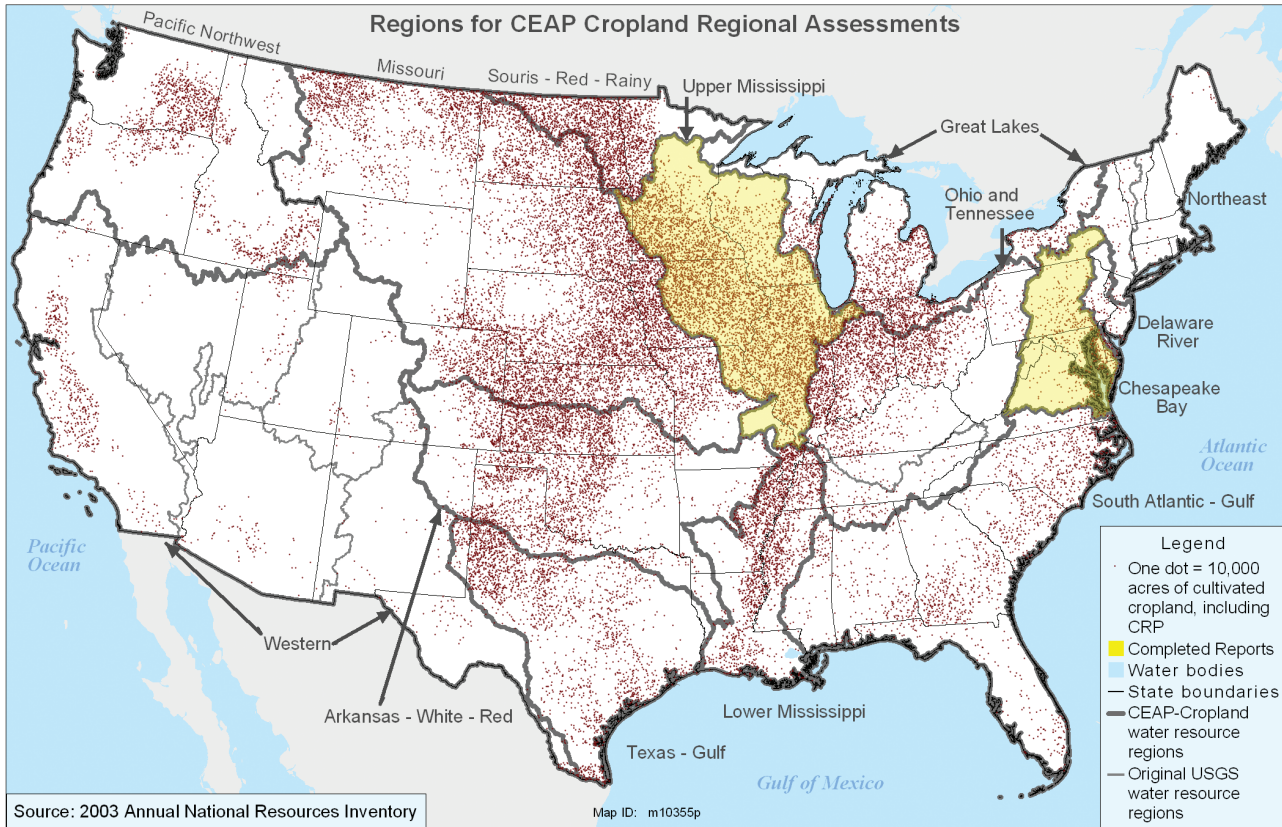 Regions for CEAP Cropland Regional Assessments
Pacific Northwest
Missouri
Souris - Red - Rainy
Upper Mississippi
Great Lakes
Ohio and
Tennessee
Northeast
Delaware
River
Chesapeake
Bay
Atlantic
Ocean
South Atlantic - Gulf
Pacific
Ocean
Western
Arkansas - White - Red
Lower Mississippi
Texas - Gulf
Gulf of Mexico
Legend
One dot = 10,000
acres of cultivated
cropland, including
CRP
Completed Reports
Water bodies
State boundaries
CEAP-Cropland
water resource
regions
Original USGS
water resource
regions
Source: 2003 Annual National Resources Inventory
Map ID: m10355p